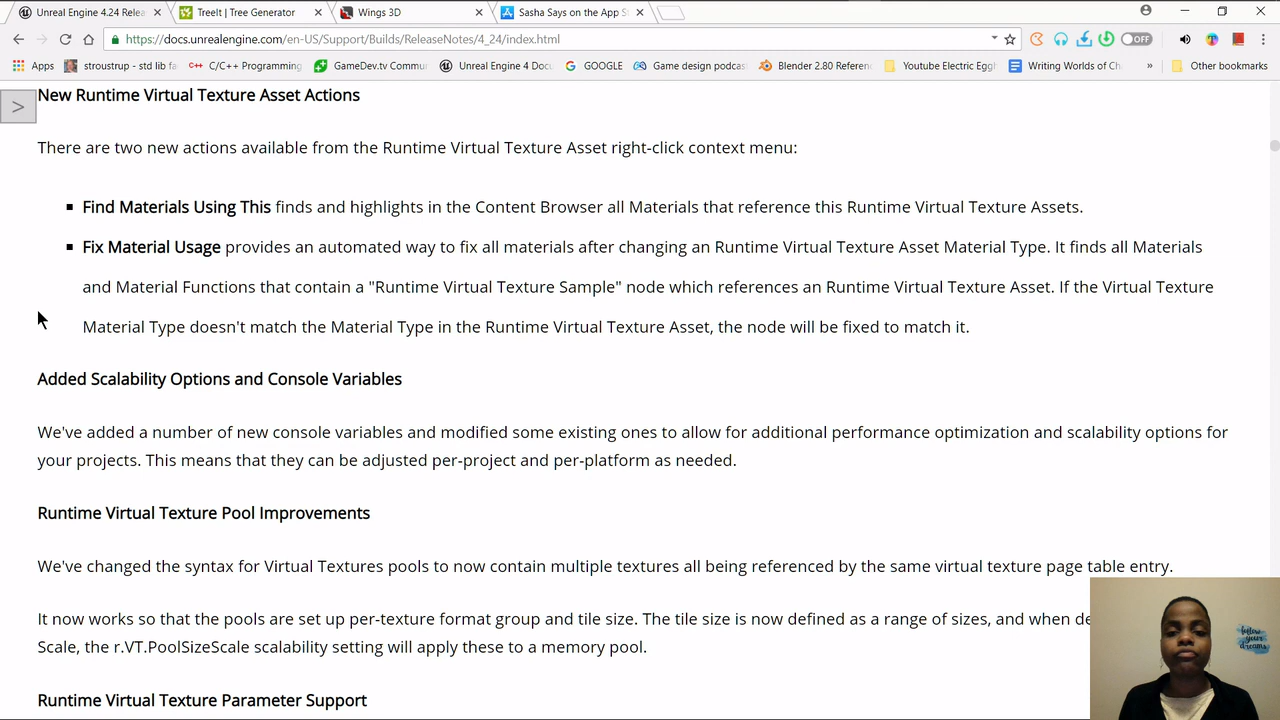 Unreal Engine 4.24 Relea
TreeIt | Tree Generator
Wings 3D
Sasha Says on the App S
https://docs.unrealengine.com/en-US/Support/Builds/ReleaseNotes/4_24/index.html
OFF
Apps
stroustrup - std lib fa
C/C++ Programming
GameDev.tv Commu
Unreal Engine 4 Docu
GOOGLE
Game design podcas
Blender 2.80 Referen
Youtube Electric Eggh
Writing Worlds of Ch
»
Other bookmarks
>
New Runtime Virtual Texture Asset Actions
There are two new actions available from the Runtime Virtual Texture Asset right-click context menu:
Find Materials Using This finds and highlights in the Content Browser all Materials that reference this Runtime Virtual Texture Assets.
Fix Material Usage provides an automated way to fix all materials after changing an Runtime Virtual Texture Asset Material Type. It finds all Materials
and Material Functions that contain a "Runtime Virtual Texture Sample" node which references an Runtime Virtual Texture Asset. If the Virtual Texture
Material Type doesn't match the Material Type in the Runtime Virtual Texture Asset, the node will be fixed to match it.
Added Scalability Options and Console Variables
We've added a number of new console variables and modified some existing ones to allow for additional performance optimization and scalability options for
your projects. This means that they can be adjusted per-project and per-platform as needed.
Runtime Virtual Texture Pool Improvements
We've changed the syntax for Virtual Textures pools to now contain multiple textures all being referenced by the same virtual texture page table entry.
It now works so that the pools are set up per-texture format group and tile size. The tile size is now defined as a range of sizes, and when de
Scale, the r.VT.PoolSizeScale scalability setting will apply these to a memory pool.
Runtime Virtual Texture Parameter Support
follow
your
dreams